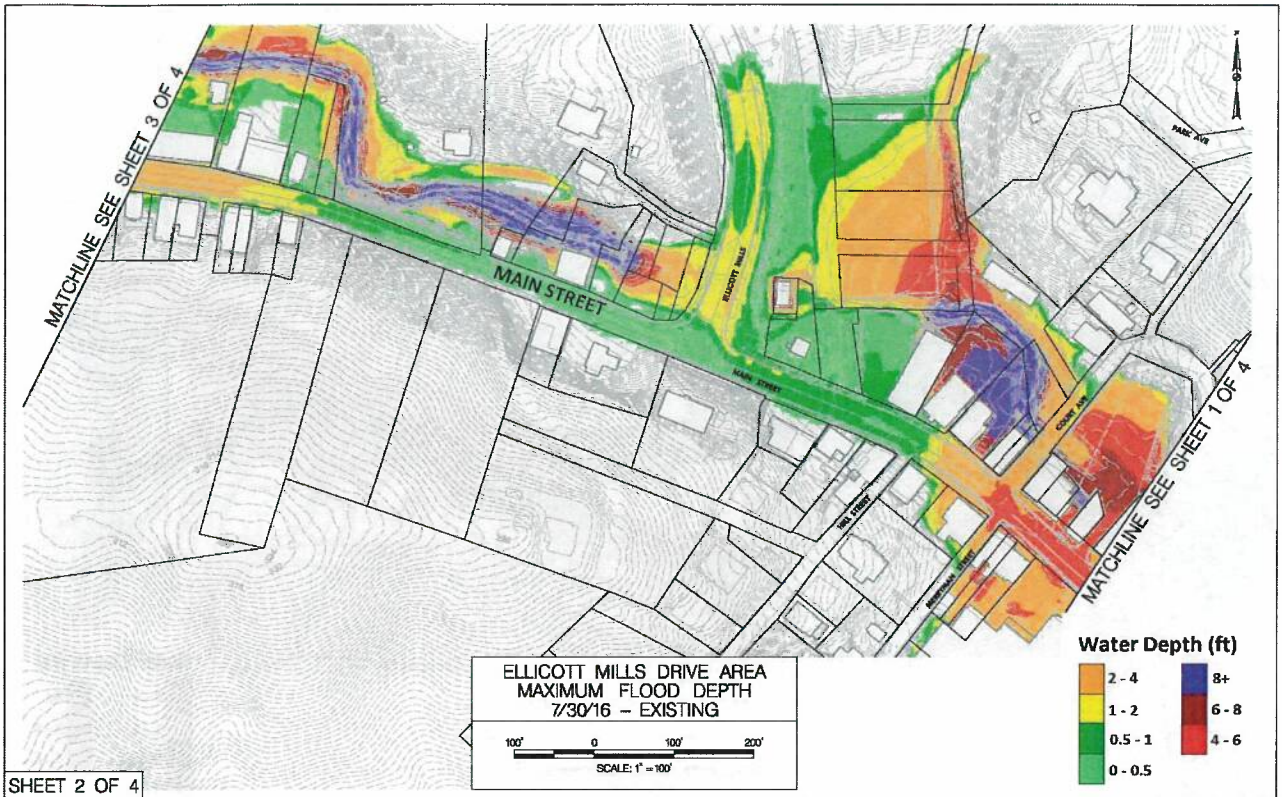 MATCHLINE SEE SHEET 3 OF 4
PARK AVE
ELLICOTT MILLS
MAIN STREET
MAIN STREET
COURT AVE
HILL STREET
MERRYMAN STREET
MATCHLINE SEE SHEET 1 OF 4
Water Depth (ft)
2 - 4
8+
1 - 2
6 - 8
0.5 - 1
4 - 6
0 - 0.5
ELLICOTT MILLS DRIVE AREA
MAXIMUM FLOOD DEPTH
7/30/16 - EXISTING
100' 0 100' 200'
SCALE: 1" = 100'
SHEET 2 OF 4